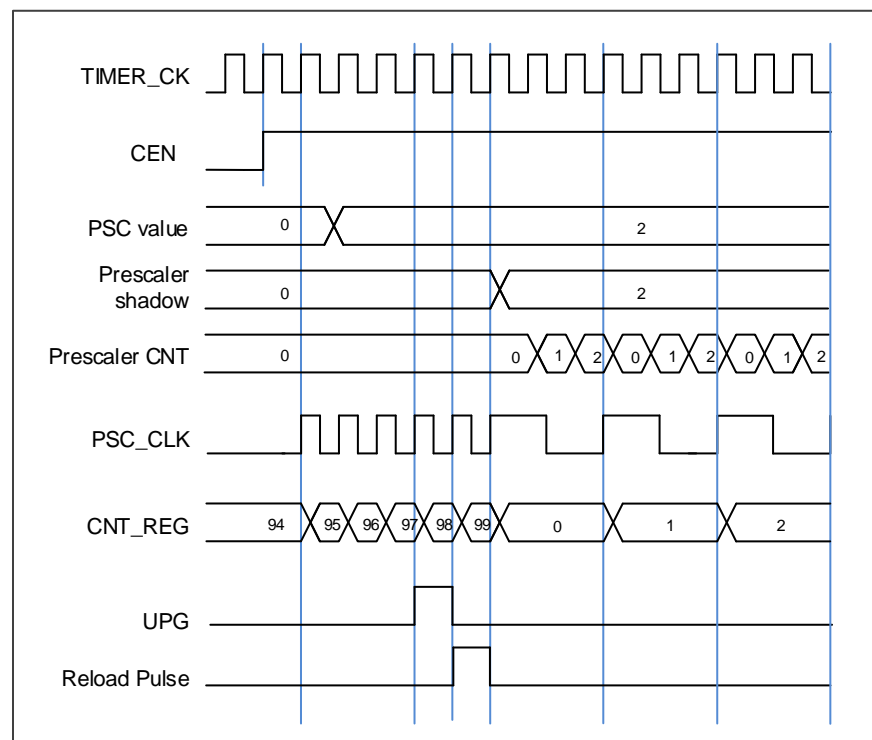 TIMER_CK
CEN
PSC value 0 2
Prescaler
shadow 0 2
Prescaler CNT 0 0 1 2 0 1 2 0 1 2
PSC_CLK
CNT_REG 94 95 96 97 98 99 0 1 2
UPG
Reload Pulse